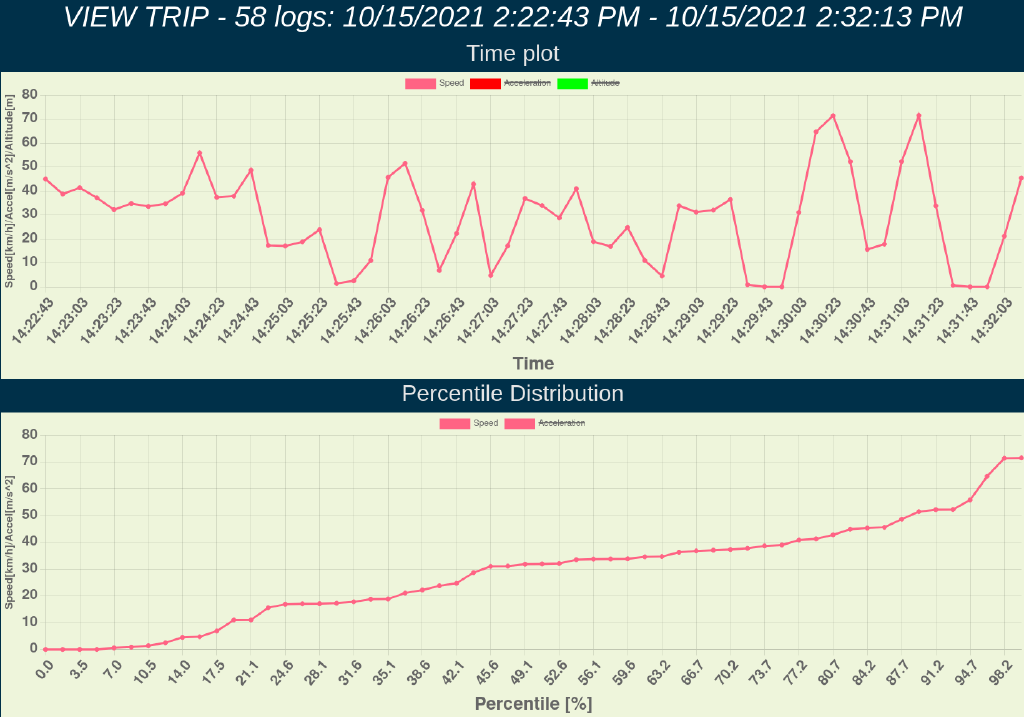 VIEW TRIP - 58 logs: 10/15/2021 2:22:43 PM - 10/15/2021 2:32:13 PM
Time plot
Speed Acceleration Altitude
Speed[km/h]/Accel[m/s^2]/Altitude[m]
80
70
60
50
40
30
20
10
0
14:22:43 14:23:03 14:23:23 14:23:43 14:24:03 14:24:23 14:24:43 14:25:03 14:25:23 14:25:43 14:26:03 14:26:23 14:26:43 14:27:03 14:27:23 14:27:43 14:28:03 14:28:23 14:28:43 14:29:03 14:29:23 14:29:43 14:30:03 14:30:23 14:30:43 14:31:03 14:31:23 14:31:43 14:32:03
Time
Percentile Distribution
Speed Acceleration
Speed[km/h]/Accel[m/s^2]
80
70
60
50
40
30
20
10
0
0.0 3.5 7.0 10.5 14.0 17.5 21.1 24.6 28.1 31.6 35.1 38.6 42.1 45.6 49.1 52.6 56.1 59.6 63.2 66.7 70.2 73.7 77.2 80.7 84.2 87.7 91.2 94.7 98.2
Percentile [%]